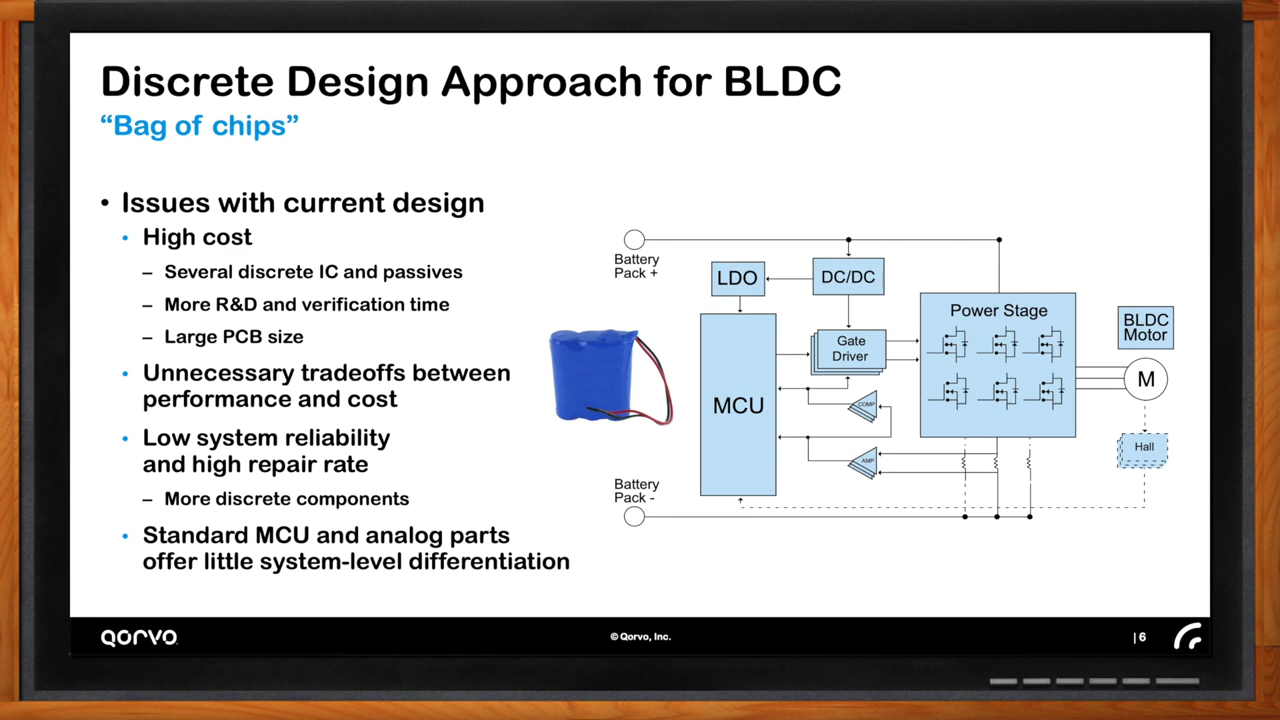 Discrete Design Approach for BLDC
“Bag of chips”
• Issues with current design
• High cost
– Several discrete IC and passives
– More R&D and verification time
– Large PCB size
• Unnecessary tradeoffs between
performance and cost
• Low system reliability
and high repair rate
– More discrete components
• Standard MCU and analog parts
offer little system-level differentiation
Battery
Pack +
LDO
DC/DC
Power Stage
BLDC
Motor
Gate
Driver
M
MCU
COMP
AMP
Hall
Battery
Pack -
QORVO
© Qorvo, Inc.
| 6